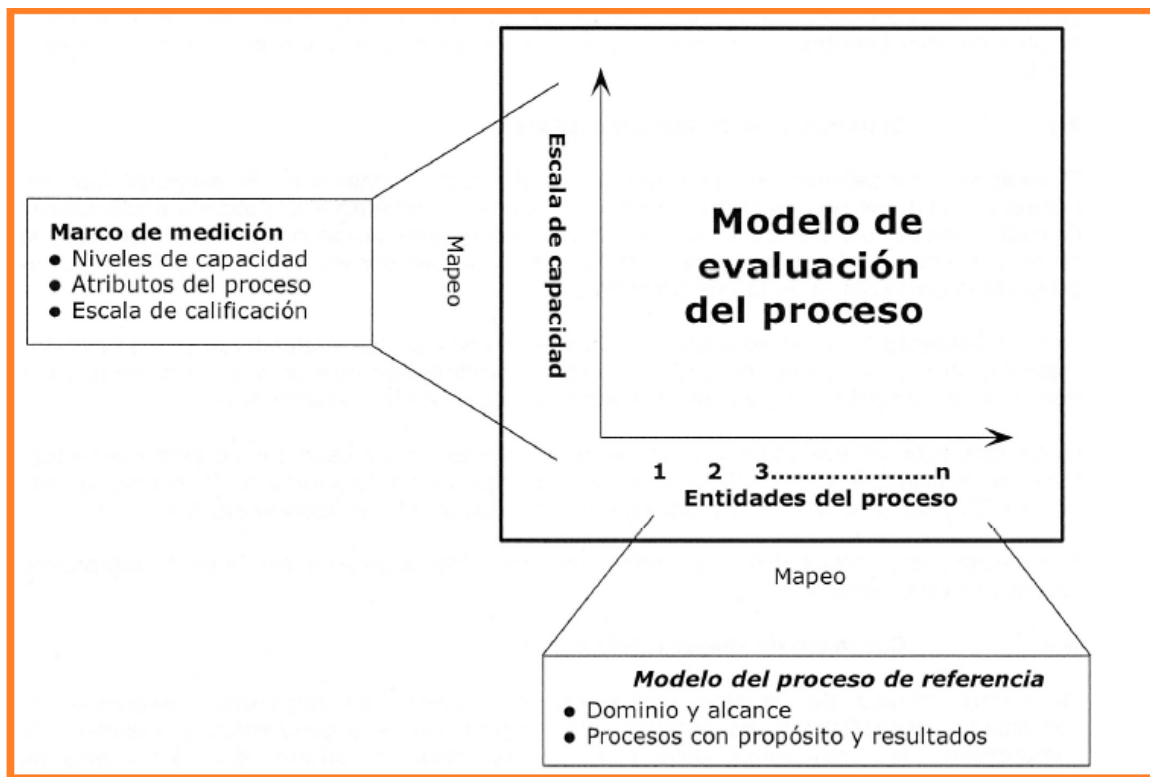 Marco de medición
● Niveles de capacidad
● Atributos del proceso
● Escala de calificación
Mapeo
Escala de capacidad
Modelo de
evaluación
del proceso
1 2 3.....................n
Entidades del proceso
Mapeo
Modelo del proceso de referencia
● Dominio y alcance
● Procesos con propósito y resultados